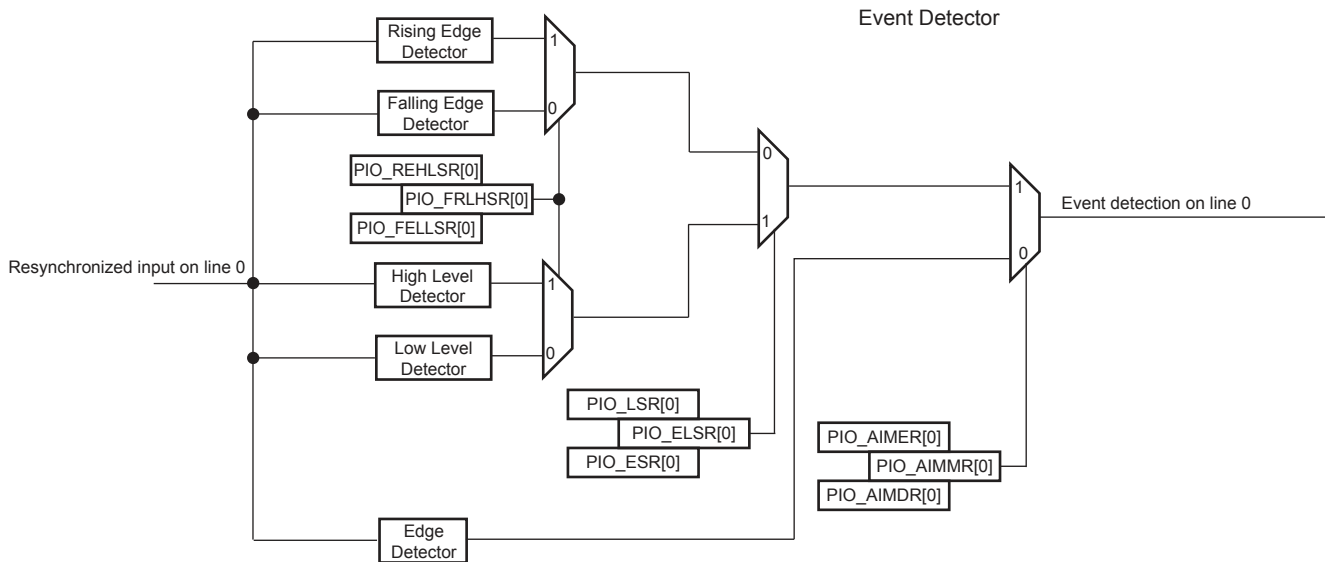 Event Detector
Rising Edge
Detector
1
Falling Edge
Detector
0
PIO_REHLSR[0]
PIO_FRLHSR[0]
PIO_FELLSR[0]
Resynchronized input on line 0
High Level
Detector
1
Low Level
Detector
0
0
1
PIO_LSR[0]
PIO_ELSR[0]
PIO_ESR[0]
1
0
Event detection on line 0
PIO_AIMER[0]
PIO_AIMMR[0]
PIO_AIMDR[0]
Edge
Detector